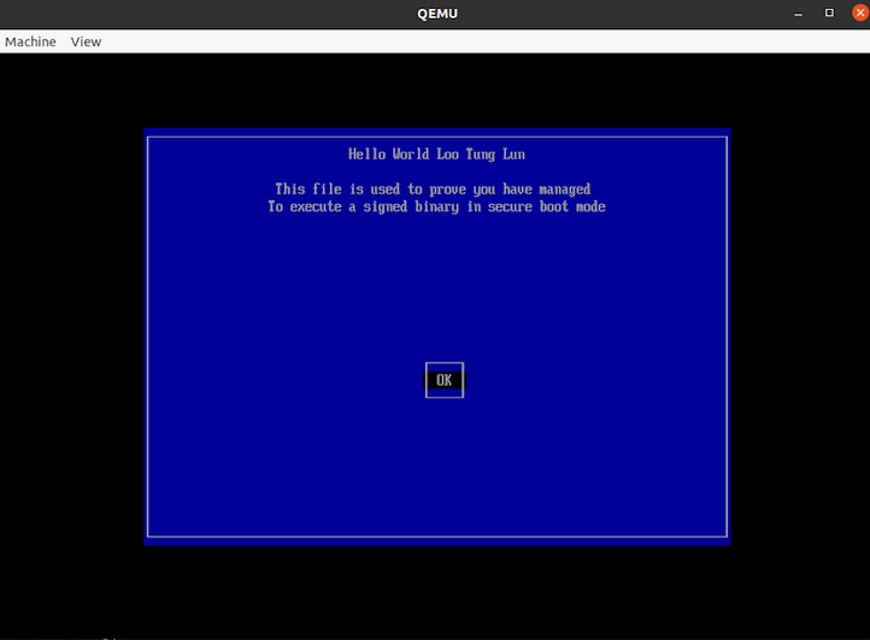 QEMU
Machine View
Hello World Loo Tung Lun
This file is used to prove you have managed
To execute a signed binary in secure boot mode
OK